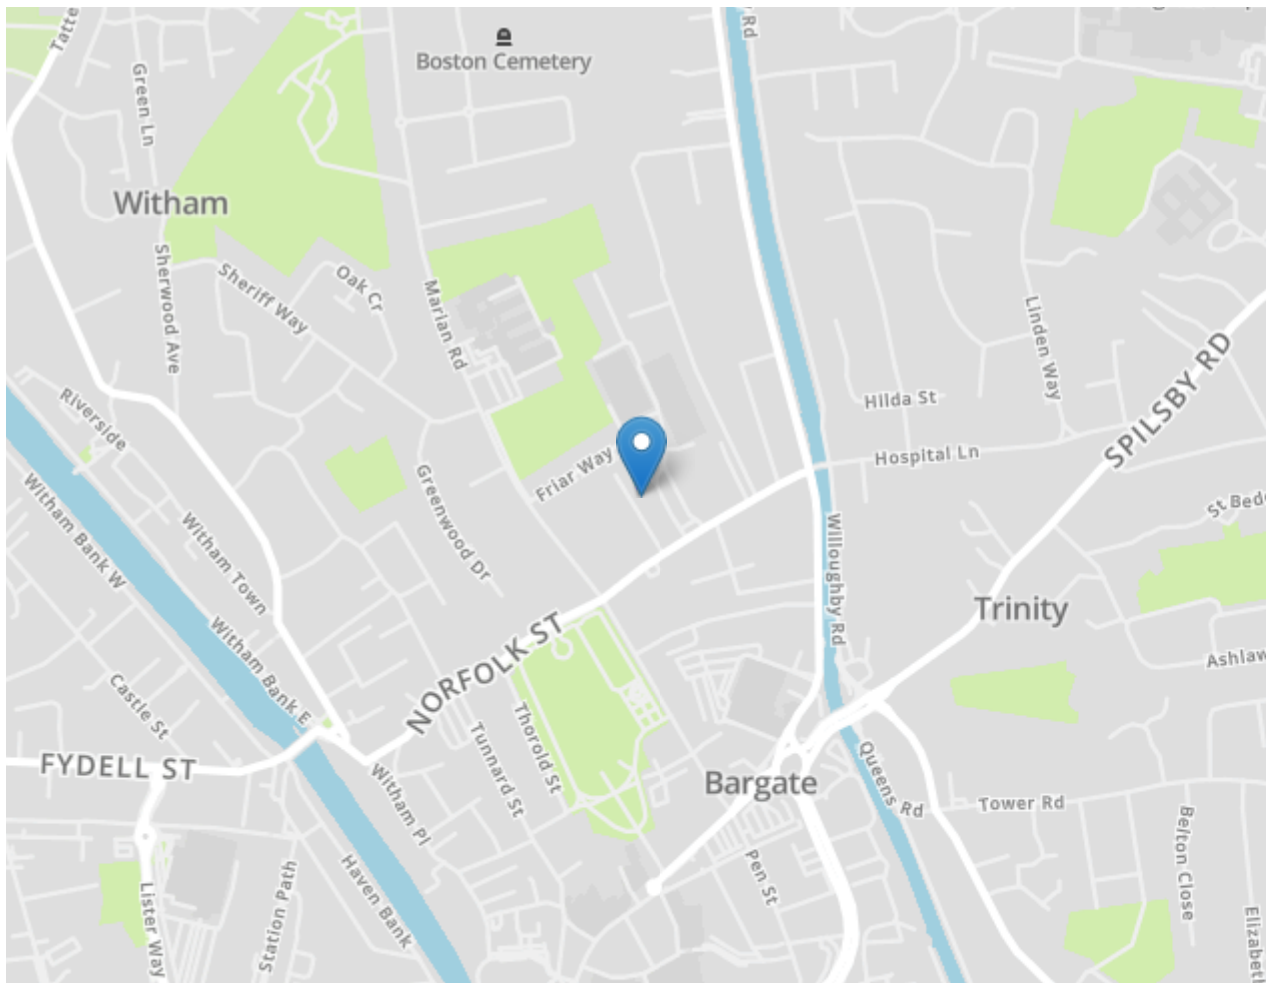 Rd
Tatte
Boston Cemetery
Green Ln
Witham
Sherwood Ave
Sheriff Way
Oak Cr
Marian Rd
Linden Way
SPILSBY RD
Riverside
Hilda St
Hospital Ln
Friar Way
Greenwood Dr
Witham Bank W
Witham Town
St Bede
Willoughby Rd
Trinity
NORFOLK ST
Witham Bank E
Ashlaw
Castle St
Thorold St
Tunnard St
FYDELL ST
Bargate
Queens Rd
Witham Pl
Tower Rd
Belton Close
Pen St
Haven Bank
Lister Way
Station Path
Elizabet